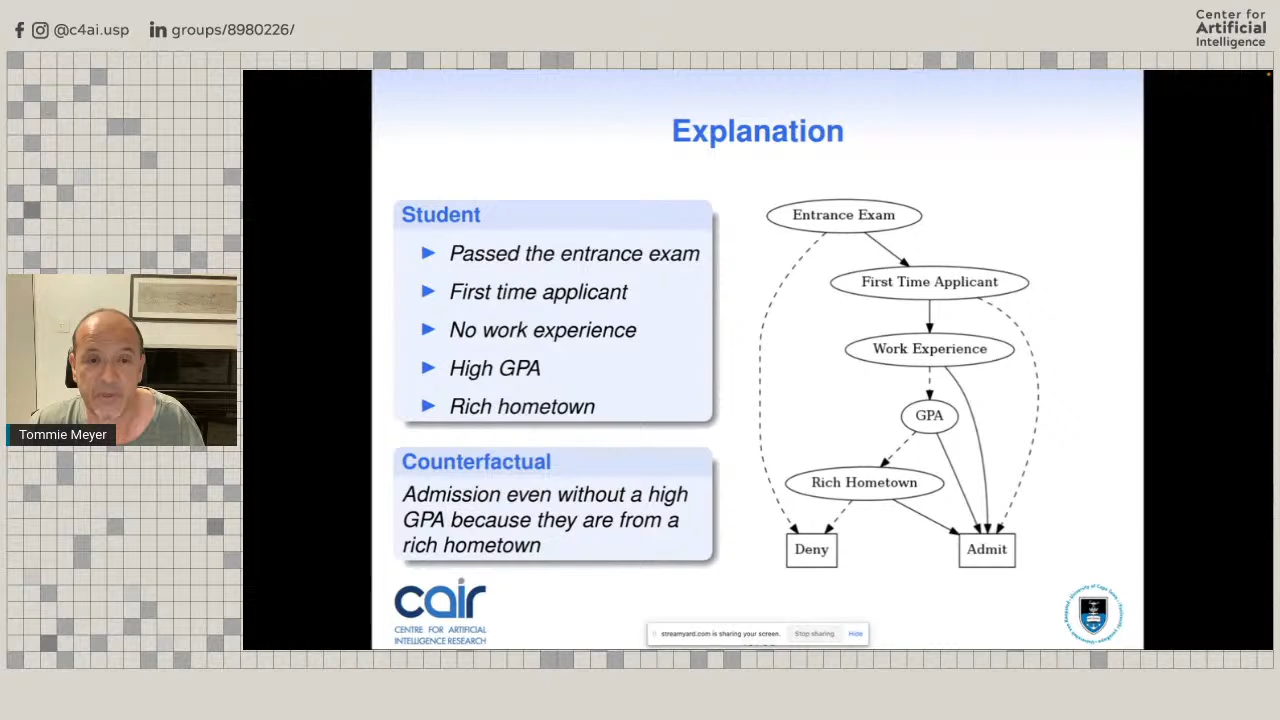 @c4ai.usp
groups/8980226/
Center for
Artificial
Intelligence
Explanation
Student
Passed the entrance exam
First time applicant
No work experience
High GPA
Rich hometown
Counterfactual
Admission even without a high
GPA because they are from a
rich hometown
Entrance Exam
First Time Applicant
Work Experience
GPA
Rich Hometown
Deny
Admit
Tommie Meyer
cair
CENTRE FOR ARTIFICIAL
INTELLIGENCE RESEARCH
streamyard.com is sharing your screen.
Stop sharing
Hide